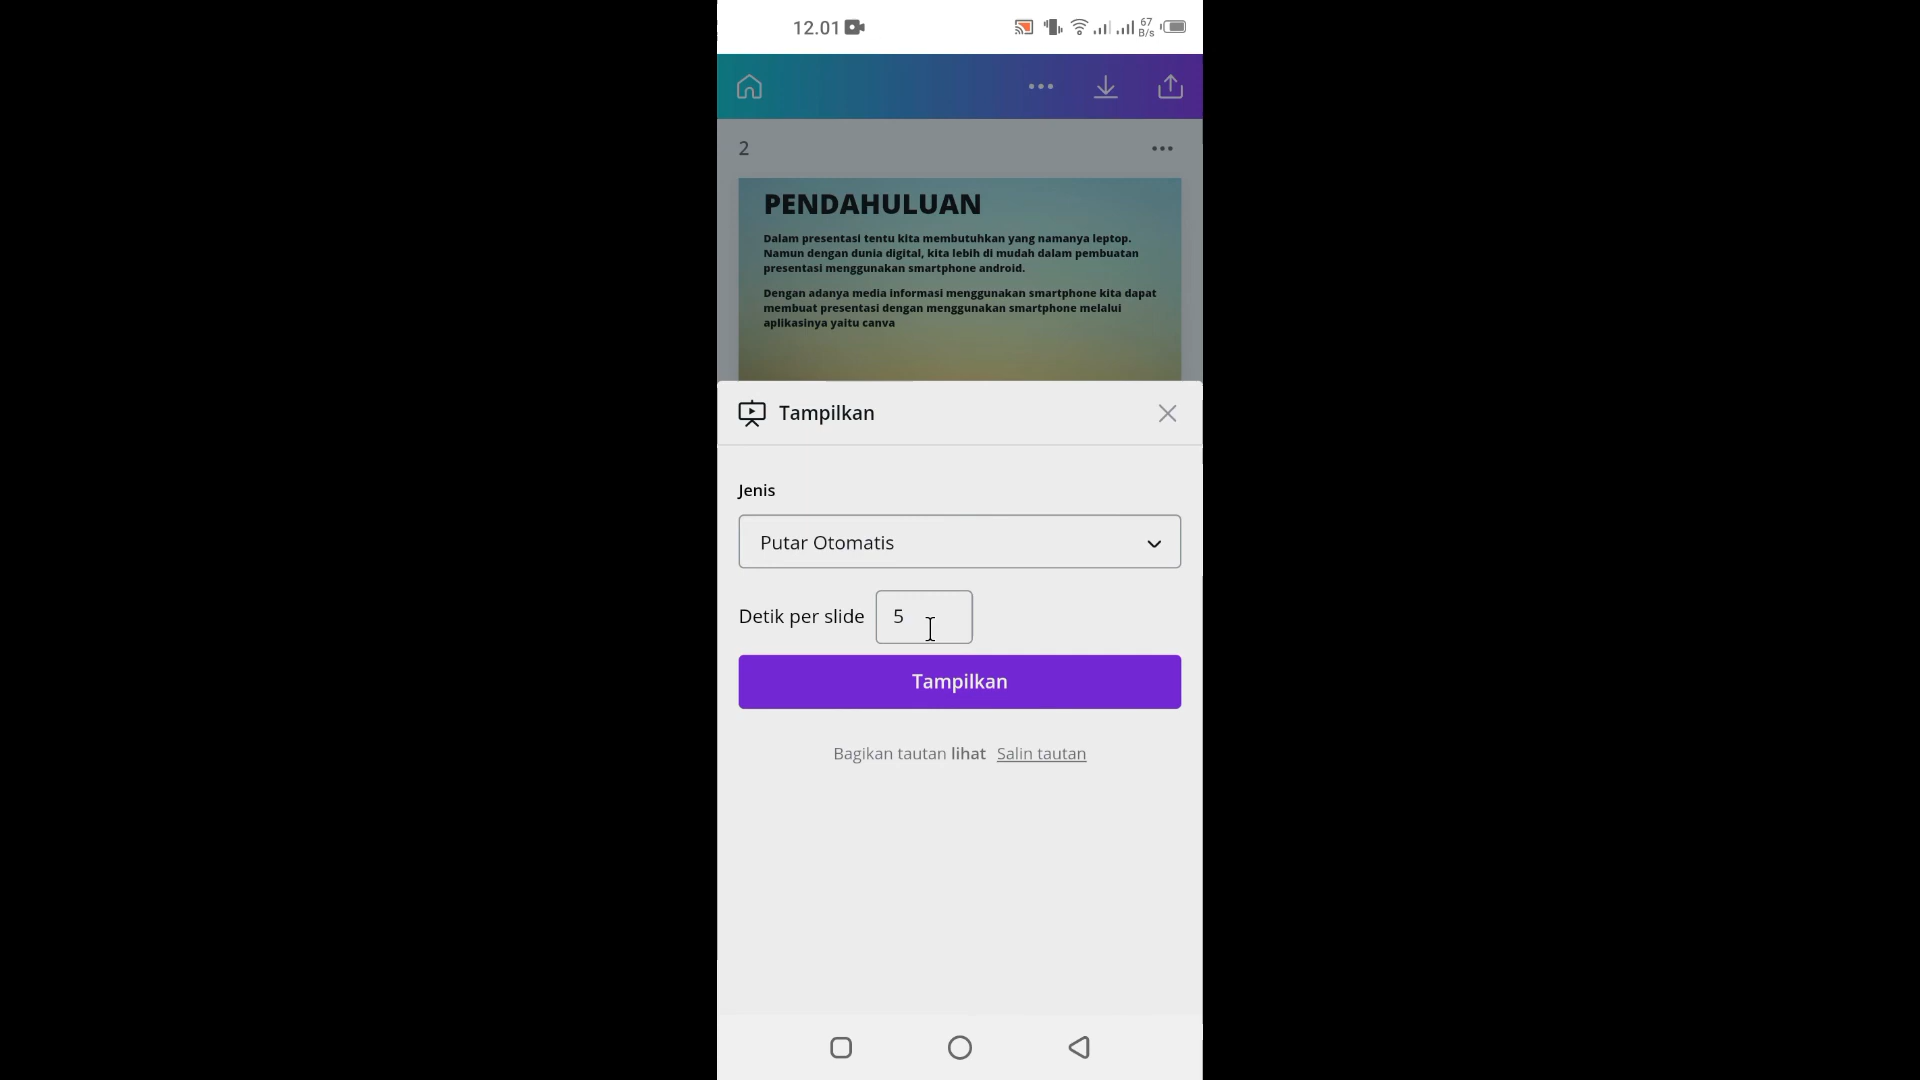 12.01
67
B/s
2
PENDAHULUAN
Dalam presentasi tentu kita membutuhkan yang namanya leptop.
Namun dengan dunia digital, kita lebih di mudah dalam pembuatan
presentasi menggunakan smartphone android.
Dengan adanya media informasi menggunakan smartphone kita dapat
membuat presentasi dengan menggunakan smartphone melalui
aplikasinya yaitu canva
Tampilkan
Jenis
Putar Otomatis
Detik per slide 5
Tampilkan
Bagikan tautan lihat Salin tautan